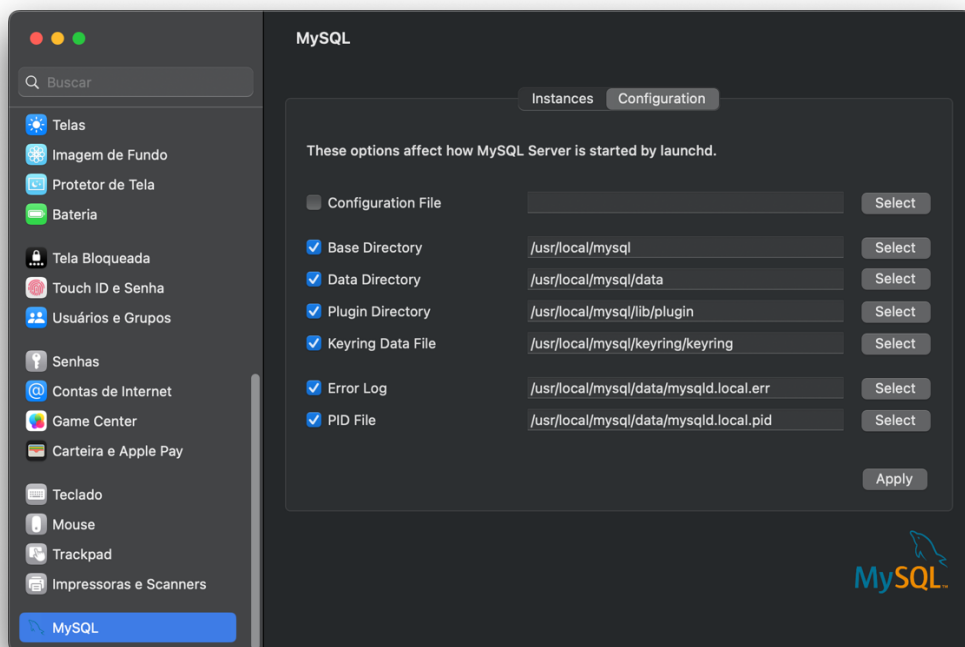 MySQL
Buscar
Telas
Imagem de Fundo
Protetor de Tela
Bateria
Tela Bloqueada
Touch ID e Senha
Usuários e Grupos
Senhas
Contas de Internet
Game Center
Carteira e Apple Pay
Teclado
Mouse
Trackpad
Impressoras e Scanners
MySQL
Instances Configuration
These options affect how MySQL Server is started by launchd.
Configuration File Select
Base Directory /usr/local/mysql Select
Data Directory /usr/local/mysql/data Select
Plugin Directory /usr/local/mysql/lib/plugin Select
Keyring Data File /usr/local/mysql/keyring/keyring Select
Error Log /usr/local/mysql/data/mysqld.local.err Select
PID File /usr/local/mysql/data/mysqld.local.pid Select
Apply
MySQL™